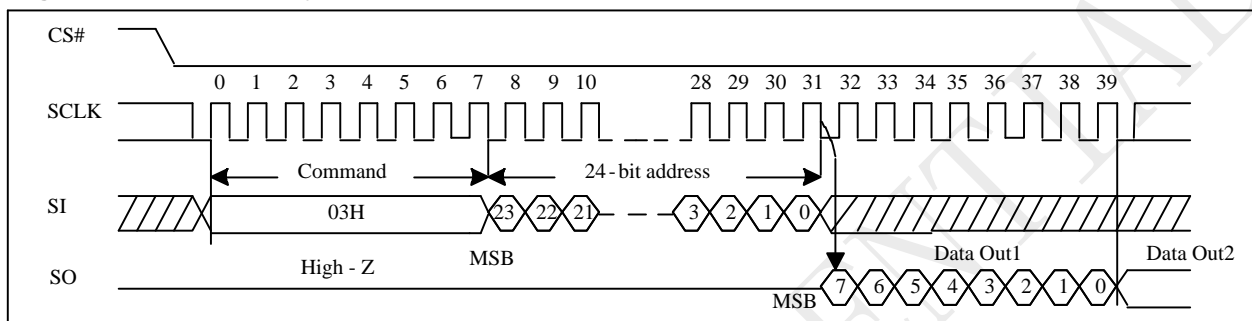 CS#
0 1 2 3 4 5 6 7 8 9 10 28 29 30 31 32 33 34 35 36 37 38 39
SCLK
Command 24-bit address
SI 03H 23 22 21 3 2 1 0
High - Z MSB Data Out1 Data Out2
SO MSB 7 6 5 4 3 2 1 0